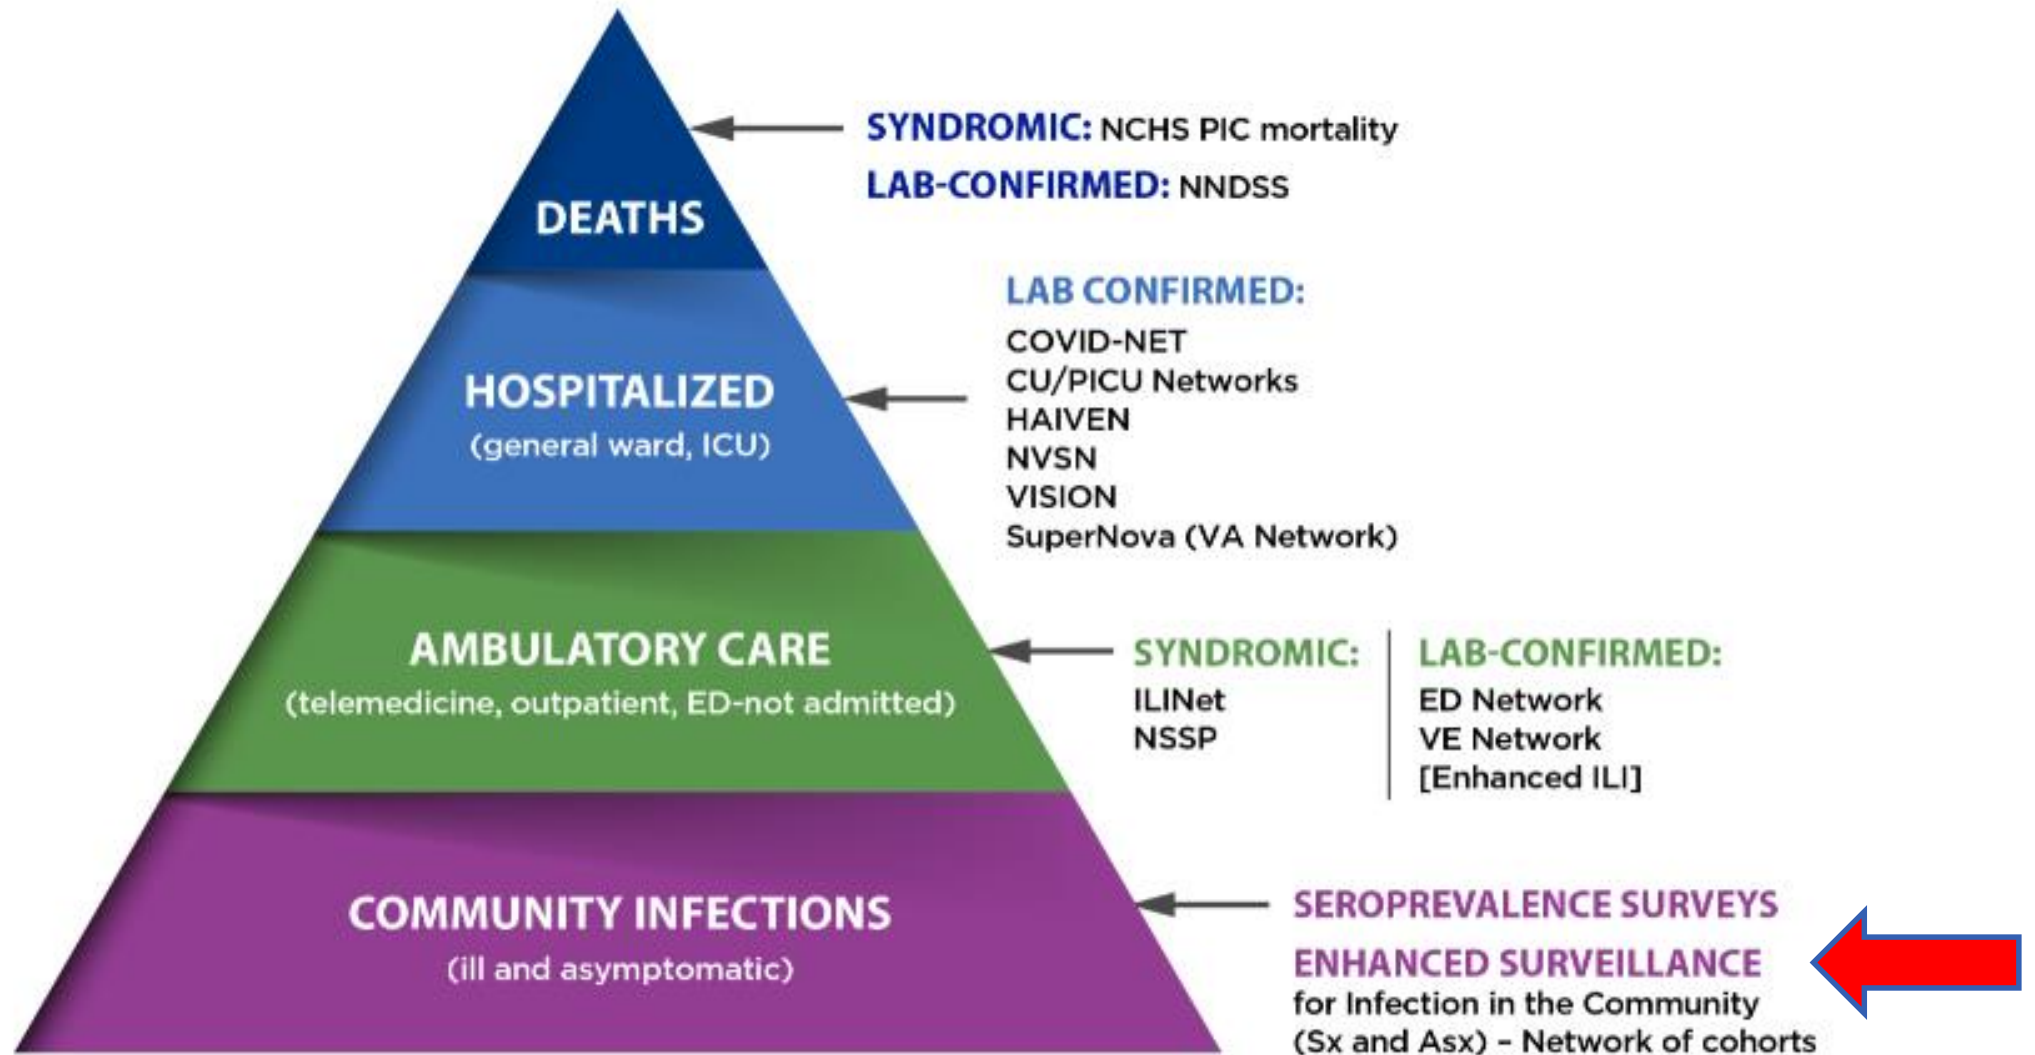 DEATHS
SYNDROMIC: NCHS PIC mortality
LAB-CONFIRMED: NNDSS
HOSPITALIZED
(general ward, ICU)
LAB CONFIRMED:
COVID-NET
CU/PICU Networks
HAIVEN
NVSN
VISION
SuperNova (VA Network)
AMBULATORY CARE
(telemedicine, outpatient, ED-not admitted)
SYNDROMIC:
ILINet
NSSP
LAB-CONFIRMED:
ED Network
VE Network
[Enhanced ILI]
COMMUNITY INFECTIONS
(ill and asymptomatic)
SEROPREVALENCE SURVEYS
ENHANCED SURVEILLANCE
for Infection in the Community
(Sx and Asx) – Network of cohorts